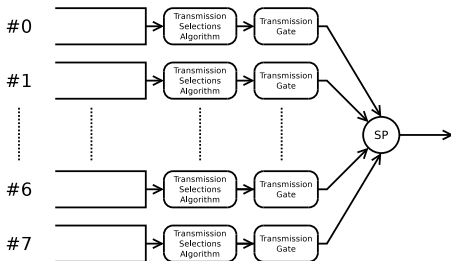 #0
Transmission
Selections
Algorithm
Transmission
Gate
#1
Transmission
Selections
Algorithm
Transmission
Gate
SP
#6
Transmission
Selections
Algorithm
Transmission
Gate
#7
Transmission
Selections
Algorithm
Transmission
Gate